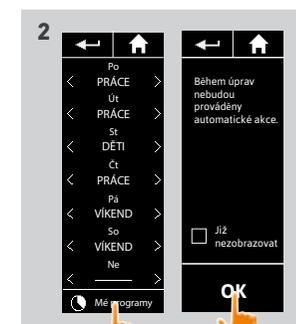 2
Po
PRÁCE
Út
PRÁCE
St
DĚTI
Čt
PRÁCE
Pá
VÍKEND
So
VÍKEND
Ne
Mé programy
Během úprav
nebudou
prováděny
automatické akce.
Již
nezobrazovat
OK